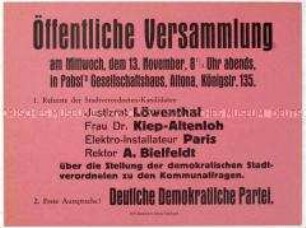 Öffentliche Versammlung
am Mittwoch, dem 13. November, 8½ Uhr abends,
in Pabst's Gesellschaftshaus, Altona, Königstr. 135.
1. Referate der Stadtverordneten-Kandidaten
Justizrat Löwenthal
Frau Dr. Kiep-Altenloh
Elektro-Installateur Paris
Rektor A. Bielfeldt
über die Stellung der demokratischen Stadt-
verordneten zu den Kommunalfragen.
2. Freie Aussprache!
Deutsche Demokratische Partei.